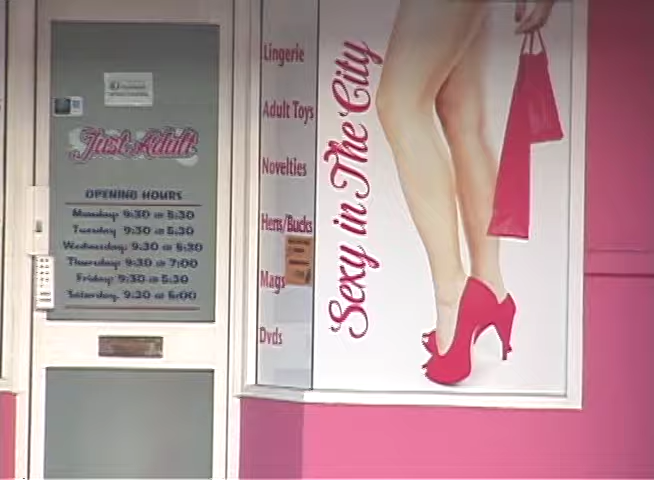 Just Adult
OPENING HOURS
Monday: 9:30 to 5:30
Tuesday 9:30 to 5:30
Wednesday: 9:30 to 5:30
Thursday: 9:30 to 7:00
Friday: 9:30 to 5:30
Saturday: 9:30 to 5:00
Lingerie
Adult Toys
Novelties
Hens/Bucks
Mags
Dvds
Sexy in The City